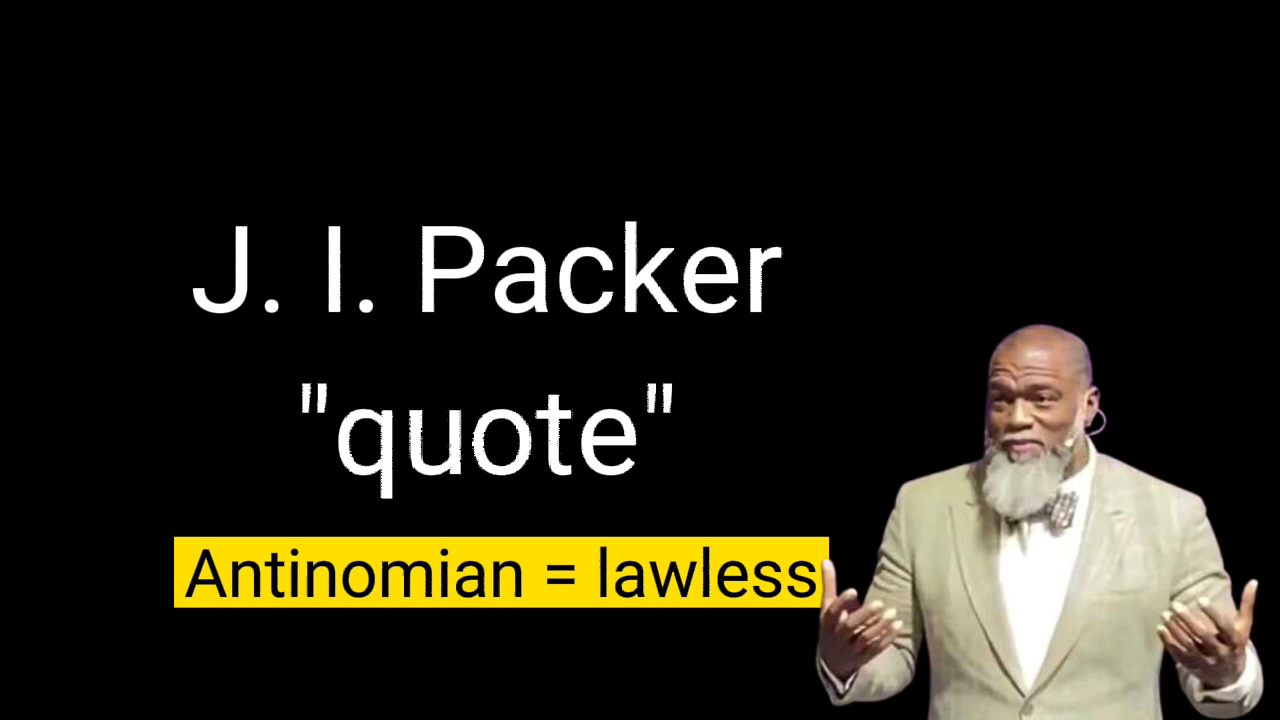 J. I. Packer
"quote"
Antinomian = lawless